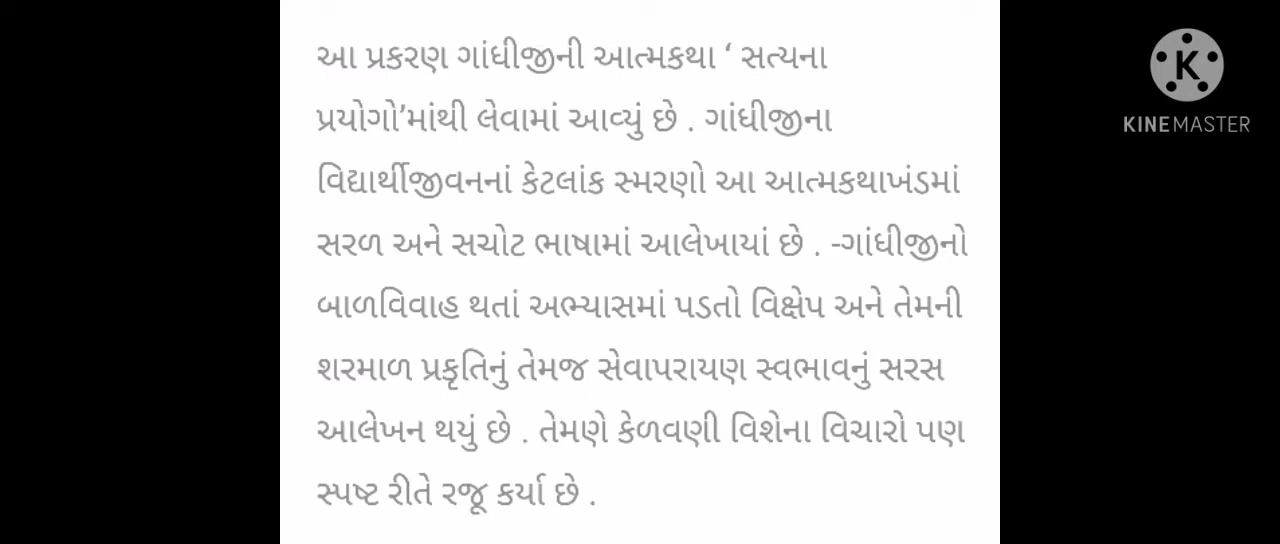 આ પ્રકરણ ગાંધીજીની આત્મકથા ‘ સત્યના
પ્રયોગો’માંથી લેવામાં આવ્યું છે . ગાંધીજીના
વિદ્યાર્થીજીવનનાં કેટલાંક સ્મરણો આ આત્મકથાખંડમાં
સરળ અને સચોટ ભાષામાં આલેખાયાં છે . -ગાંધીજીનો
બાળવિવાહ થતાં અભ્યાસમાં પડતો વિક્ષેપ અને તેમની
શરમાળ પ્રકૃતિનું તેમજ સેવાપરાયણ સ્વભાવનું સરસ
આલેખન થયું છે . તેમણે કેળવણી વિશેના વિચારો પણ
સ્પષ્ટ રીતે રજૂ કર્યા છે .
K
KINEMASTER